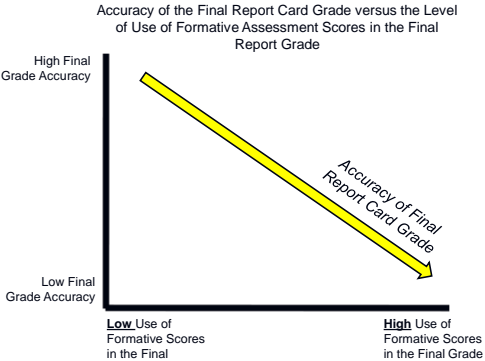 Accuracy of the Final Report Card Grade versus the Level
of Use of Formative Assessment Scores in the Final
Report Grade
High Final
Grade Accuracy
Accuracy of Final
Report Card Grade
Low Final
Grade Accuracy
Low Use of
Formative Scores
in the Final
High Use of
Formative Scores
in the Final Grade